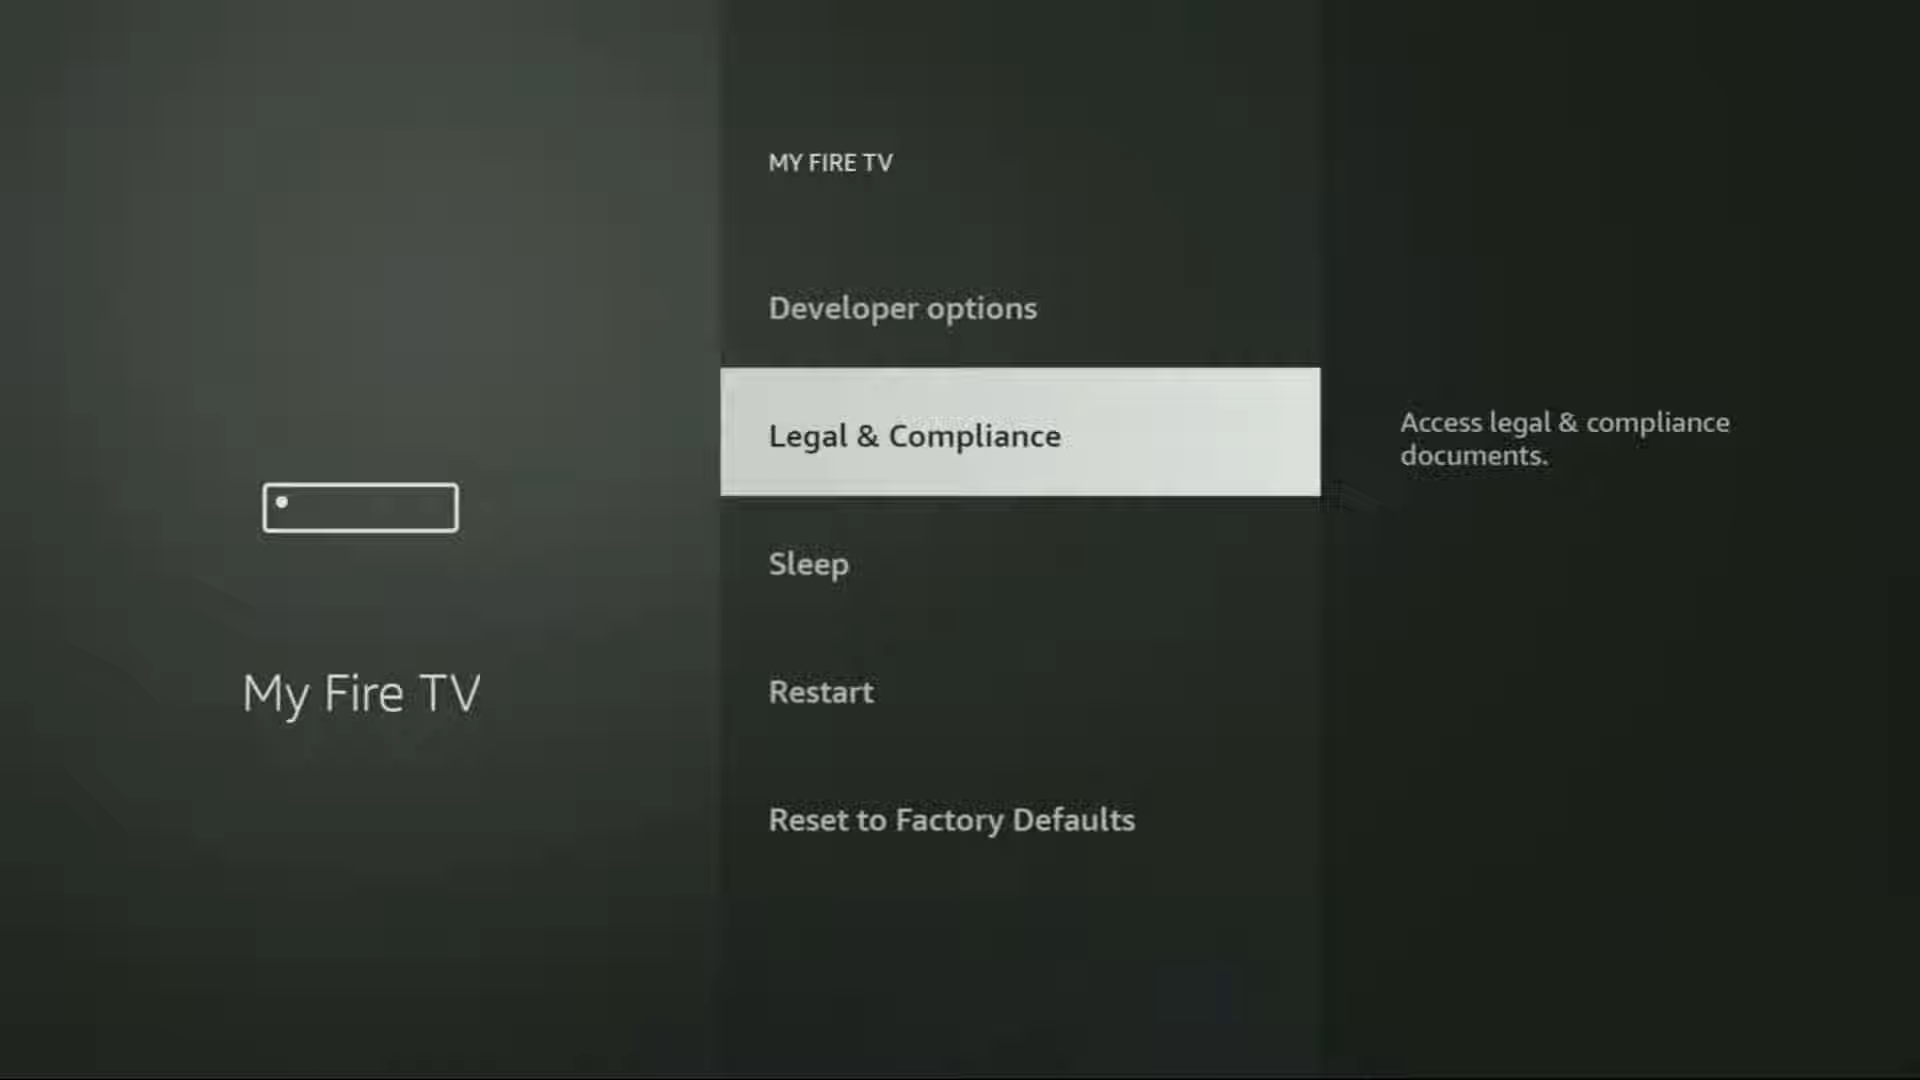 MY FIRE TV
Developer options
Legal & Compliance
Access legal & compliance
documents.
Sleep
Restart
My Fire TV
Reset to Factory Defaults